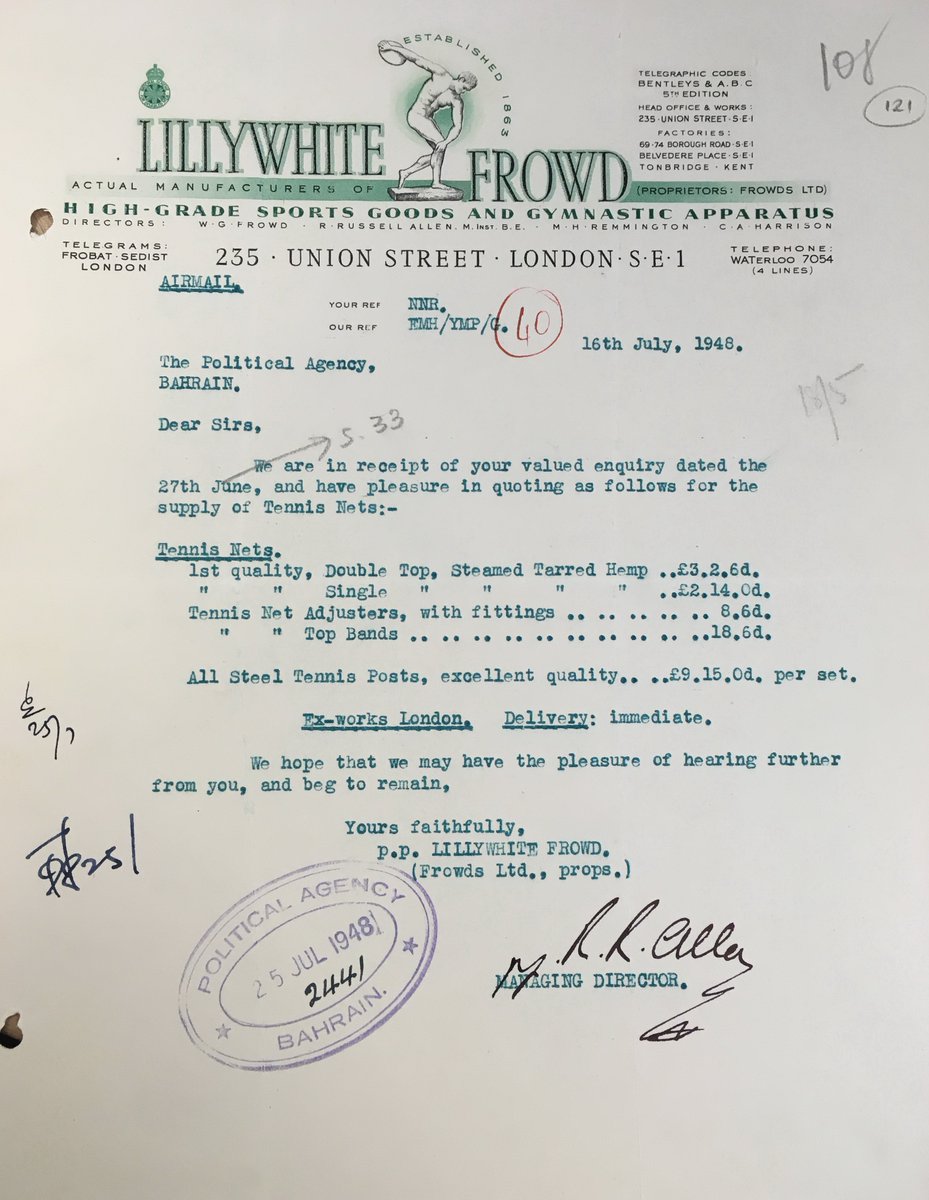 108
121
ESTABLISHED 1863
LILLYWHITE FROWD
TELEGRAPHIC CODES
BENTLEYS & A.B.C
5TH EDITION
HEAD OFFICE & WORKS:
235·UNION STREET·S·E·1
FACTORIES:
69-74 BOROUGH ROAD·S·E·1
BELVEDERE PLACE·S·E·1
TONBRIDGE·KENT
ACTUAL MANUFACTURERS OF (PROPRIETORS: FROWDS LTD)
HIGH-GRADE SPORTS GOODS AND GYMNASTIC APPARATUS
DIRECTORS: W·G·FROWD · R·RUSSELL ALLEN. M.INST.B.E. · M·H·REMMINGTON · C·A·HARRISON
TELEGRAMS:
FROBAT·SEDIST
LONDON
235 · UNION STREET · LONDON·S·E·1
TELEPHONE:
WATERLOO 7054
(4 LINES)
AIRMAIL.
YOUR REF NNR.
OUR REF EMH/YMP/G.
40
16th July, 1948.
The Political Agency,
BAHRAIN.
18/5
Dear Sirs,
S. 33
We are in receipt of your valued enquiry dated the
27th June, and have pleasure in quoting as follows for the
supply of Tennis Nets:-
Tennis Nets.
1st quality, Double Top, Steamed Tarred Hemp ..£3.2.6d.
" " Single " " " " ..£2.14.0d.
Tennis Net Adjusters, with fittings .. .. .. .. .. 8.6d.
" " Top Bands .. .. .. .. .. .. .. .. .. ..18.6d.
All Steel Tennis Posts, excellent quality.. ..£9.15.0d. per set.
Ex-works London. Delivery: immediate.
25/7
We hope that we may have the pleasure of hearing further
from you, and beg to remain,
Yours faithfully,
p.p. LILLYWHITE FROWD.
(Frowds Ltd., props.)
POLITICAL AGENCY
25 JUL 1948
2441
BAHRAIN.
R. R. Allen
MANAGING DIRECTOR.